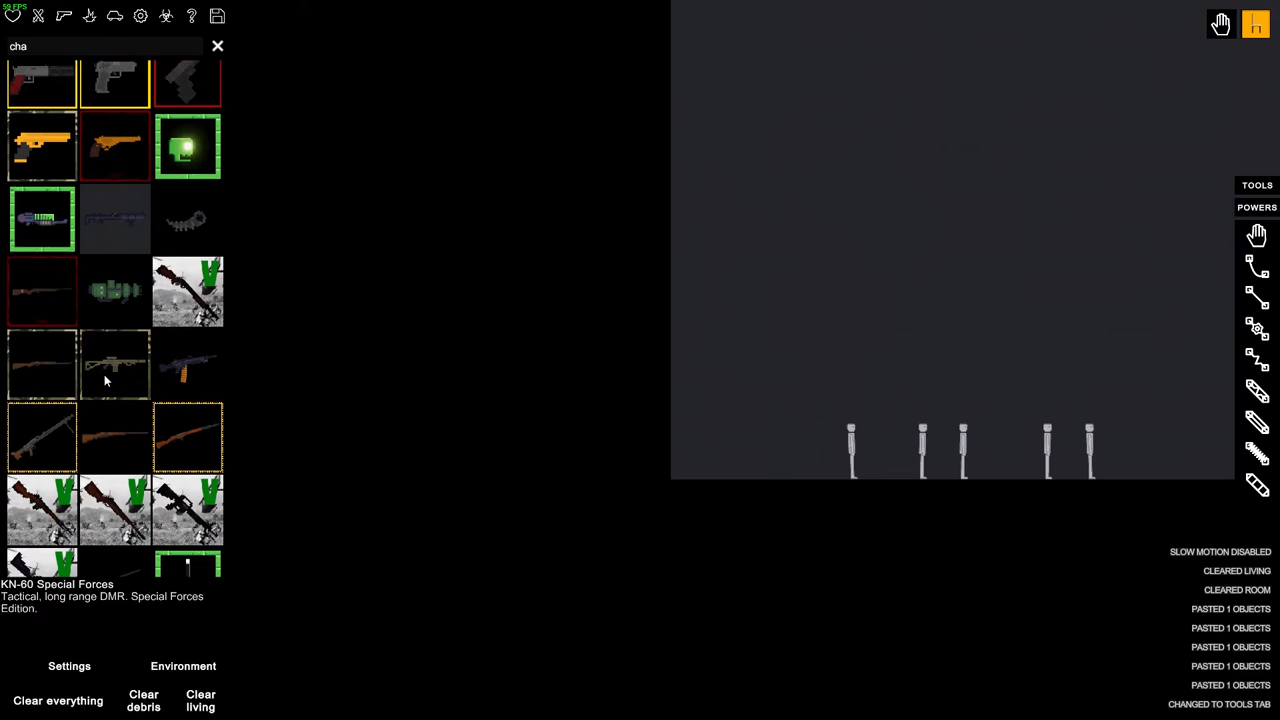 59 FPS
cha
TOOLS
POWERS
V
V
V
V
KN-60 Special Forces
Tactical, long range DMR. Special Forces
Edition.
Settings
Environment
Clear everything
Clear
debris
Clear
living
SLOW MOTION DISABLED
CLEARED LIVING
CLEARED ROOM
PASTED 1 OBJECTS
PASTED 1 OBJECTS
PASTED 1 OBJECTS
PASTED 1 OBJECTS
PASTED 1 OBJECTS
CHANGED TO TOOLS TAB